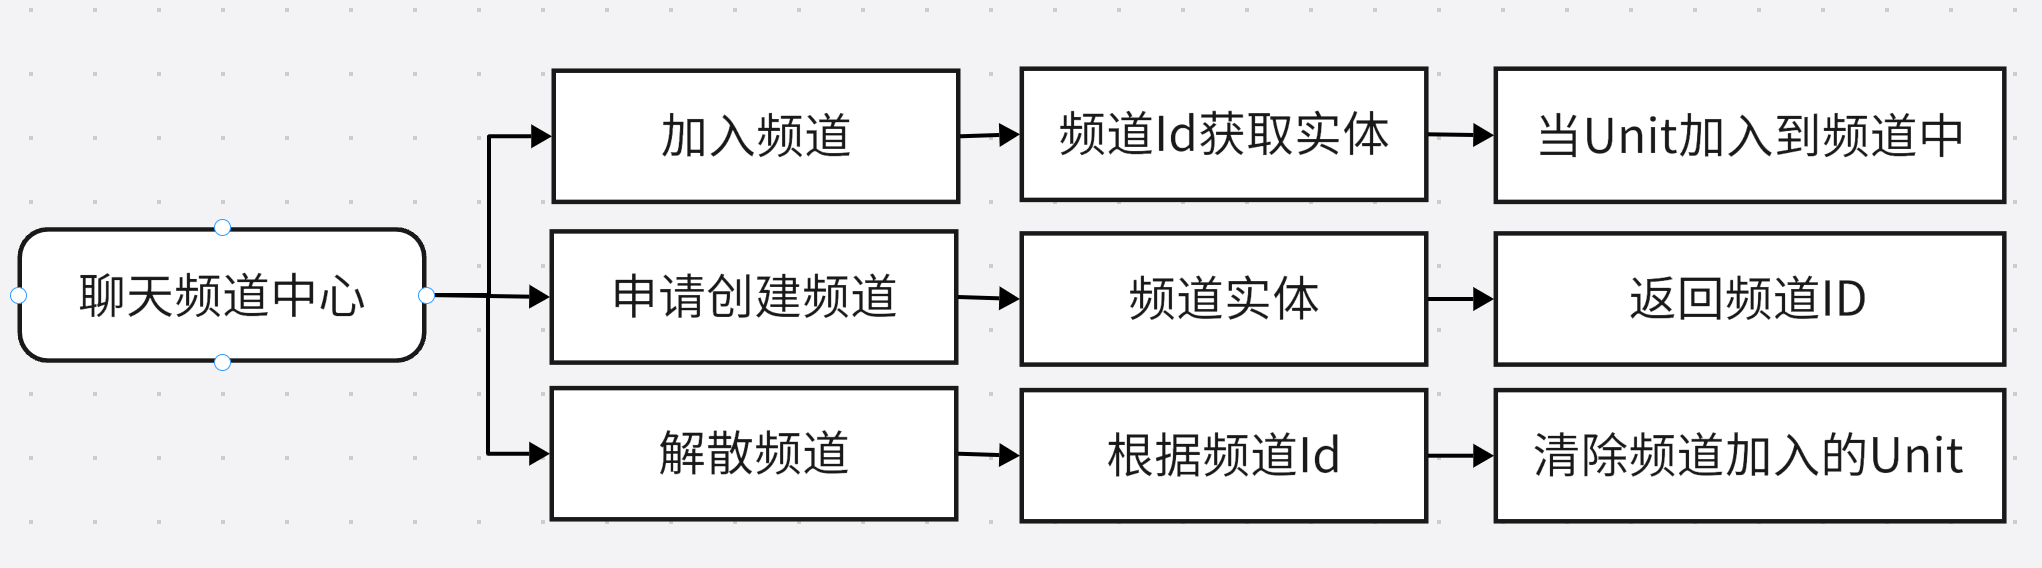 加入频道
频道Id获取实体
当Unit加入到频道中
聊天频道中心
申请创建频道
频道实体
返回频道ID
解散频道
根据频道Id
清除频道加入的Unit